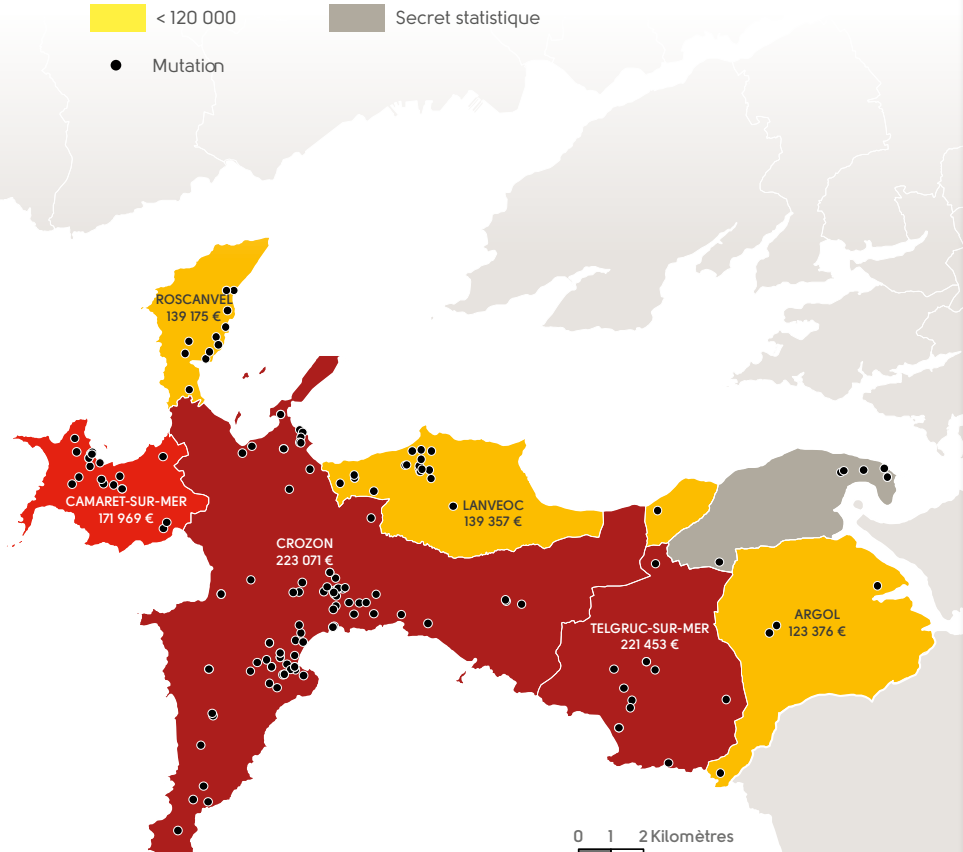 < 120 000
Secret statistique
Mutation
ROSCANVEL
139 175 €
CAMARET-SUR-MER
171 969 €
LANVEOC
139 357 €
CROZON
223 071 €
TELGRUC-SUR-MER
221 453 €
ARGOL
123 376 €
0 1 2 Kilomètres